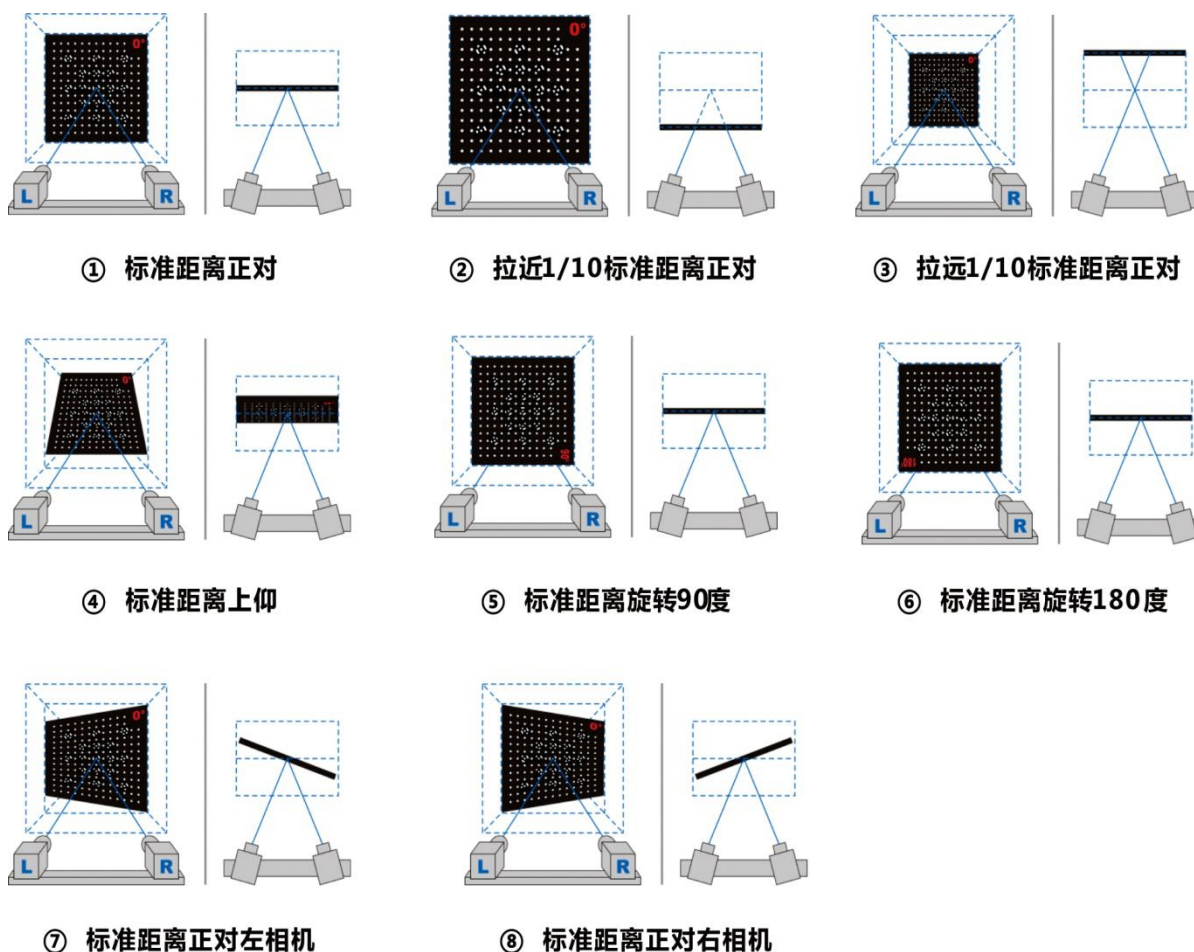 0°
0°
0°
L R
L R
L R
① 标准距离正对
② 拉近1/10标准距离正对
③ 拉远1/10标准距离正对
0°
90°
180°
L R
L R
L R
④ 标准距离上仰
⑤ 标准距离旋转90度
⑥ 标准距离旋转180度
0°
0°
L R
L R
⑦ 标准距离正对左相机
⑧ 标准距离正对右相机